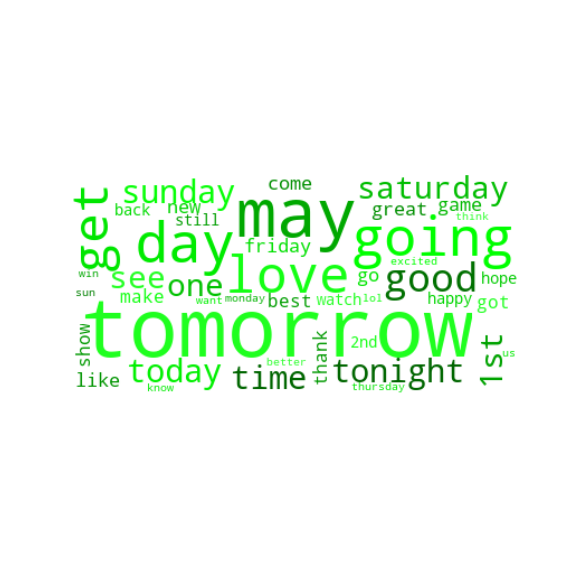 come
sunday
saturday
get
may
back
new
great
game
still
think
day
going
friday
love
excited
win
see
one
go
good
hope
sun
make
want
monday
best
watch
lol
happy
got
tomorrow
show
2nd
1st
us
today
time
better
thank
tonight
like
know
thursday